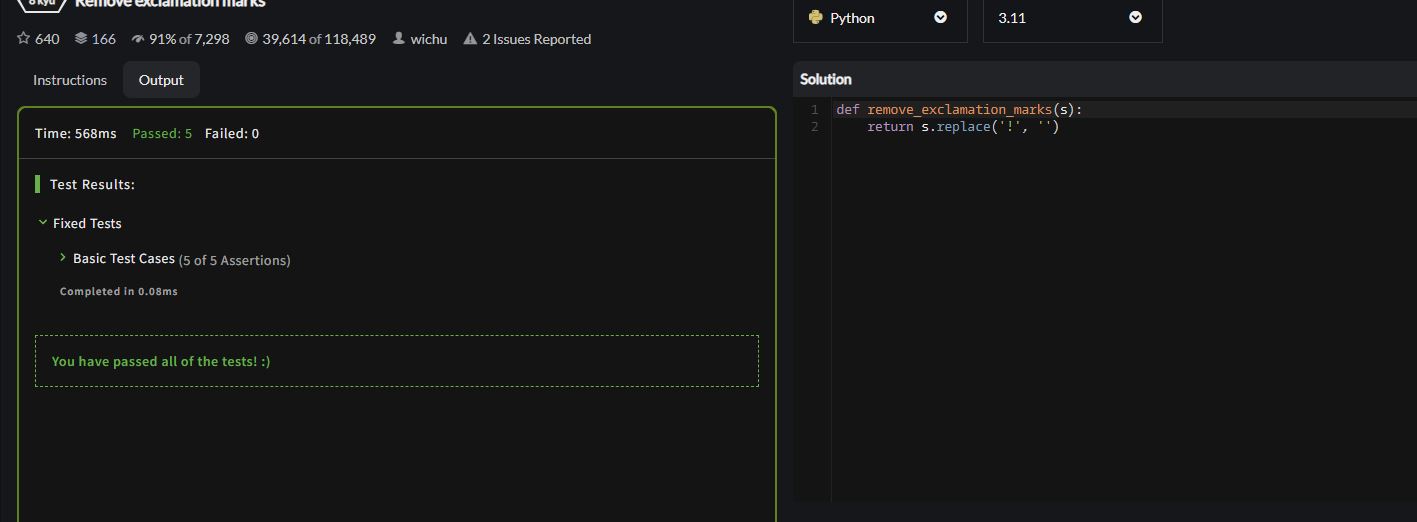 8 kyu Remove exclamation marks
640 166 91% of 7,298 39,614 of 118,489 wichu 2 Issues Reported
Instructions Output
Time: 568ms Passed: 5 Failed: 0
Test Results:
Fixed Tests
Basic Test Cases (5 of 5 Assertions)
Completed in 0.08ms
You have passed all of the tests! :)
Python 3.11
Solution
1 def remove_exclamation_marks(s):
2 return s.replace('!', '')